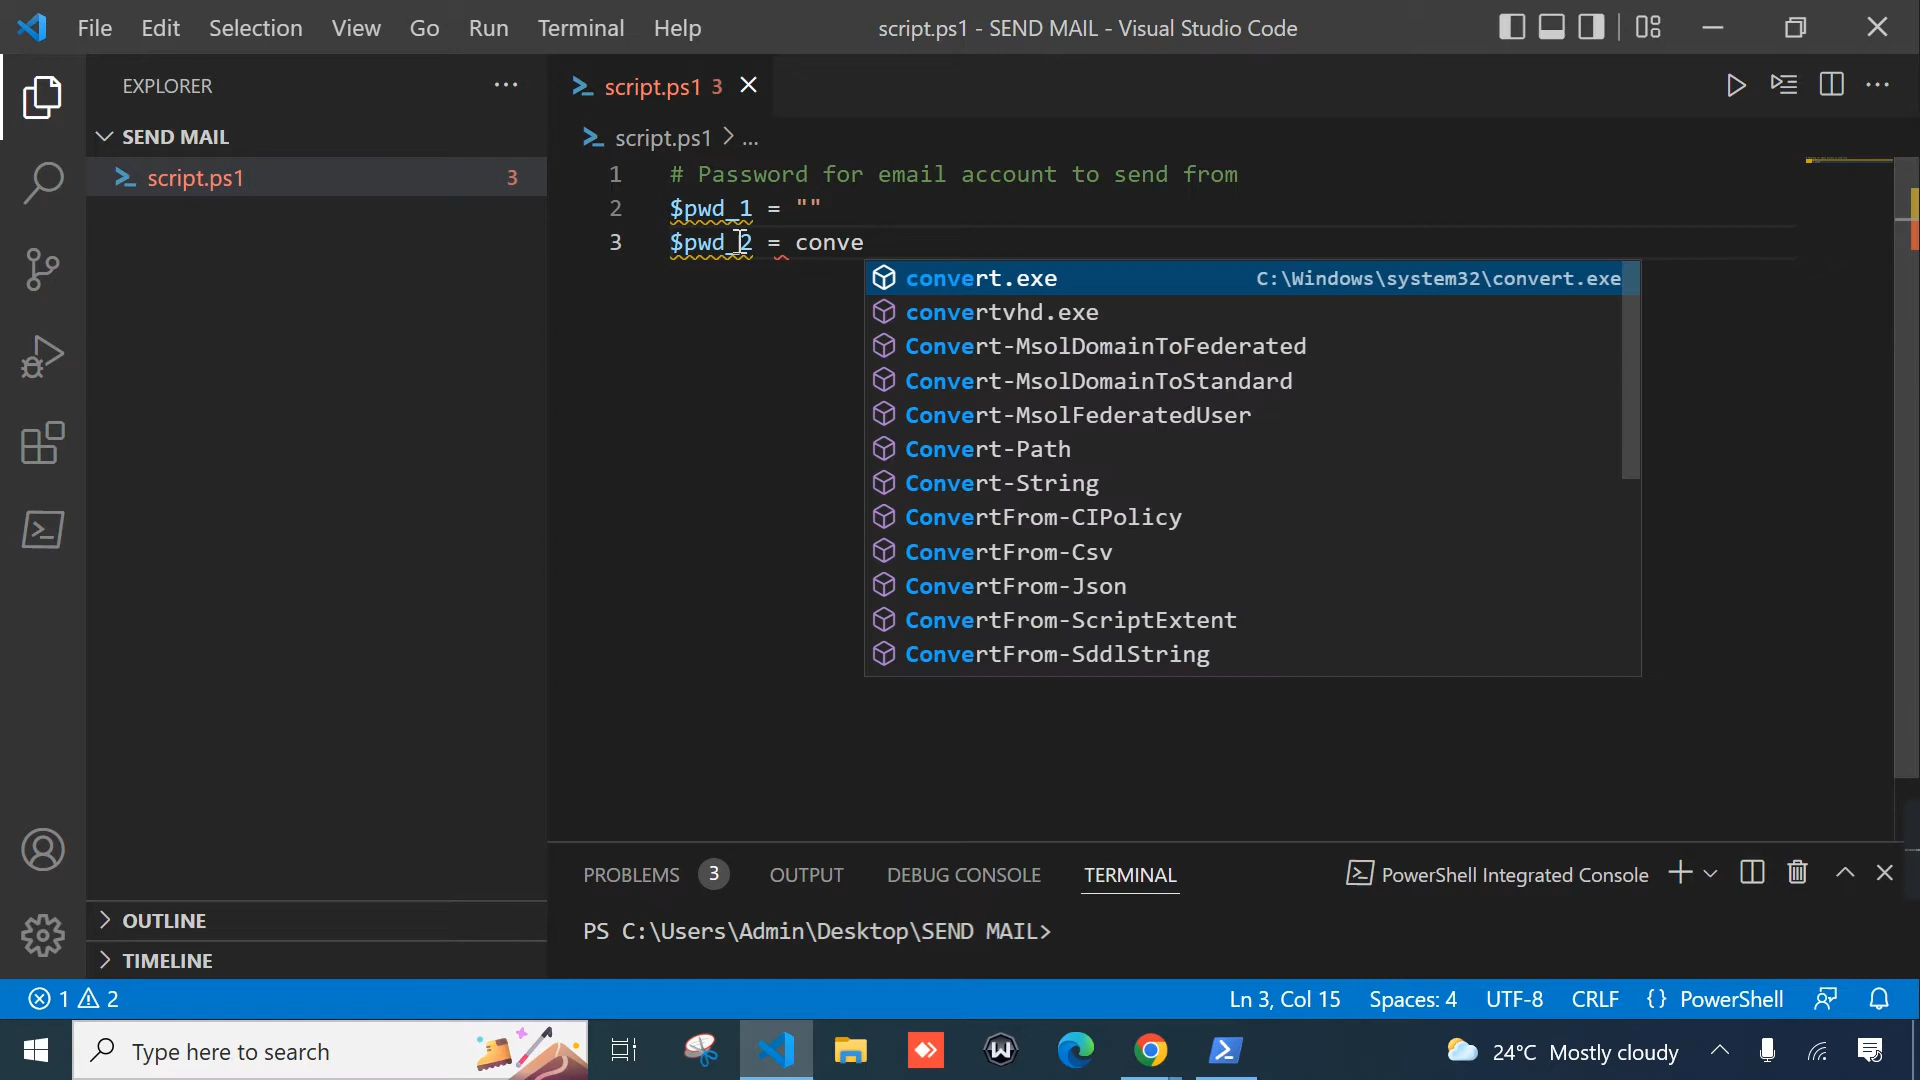 File Edit Selection View Go Run Terminal Help
script.ps1 - SEND MAIL - Visual Studio Code
EXPLORER
SEND MAIL
script.ps1 3
script.ps1 3
script.ps1 > ...
1 # Password for email account to send from
2 $pwd_1 = ""
3 $pwd_2 = conve
convert.exe C:\Windows\system32\convert.exe
convertvhd.exe
Convert-MsolDomainToFederated
Convert-MsolDomainToStandard
Convert-MsolFederatedUser
Convert-Path
Convert-String
ConvertFrom-CIPolicy
ConvertFrom-Csv
ConvertFrom-Json
ConvertFrom-ScriptExtent
ConvertFrom-SddlString
OUTLINE
TIMELINE
PROBLEMS 3 OUTPUT DEBUG CONSOLE TERMINAL PowerShell Integrated Console
PS C:\Users\Admin\Desktop\SEND MAIL>
1 2 Ln 3, Col 15 Spaces: 4 UTF-8 CRLF {} PowerShell
Type here to search
24°C Mostly cloudy